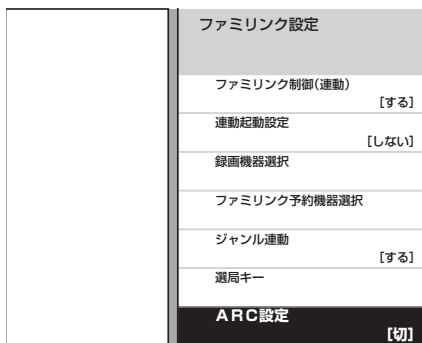 ファミリンク設定
ファミリンク制御(連動)
[する]
連動起動設定
[しない]
録画機器選択
ファミリンク予約機器選択
ジャンル連動
[する]
選局キー
ARC設定
[切]